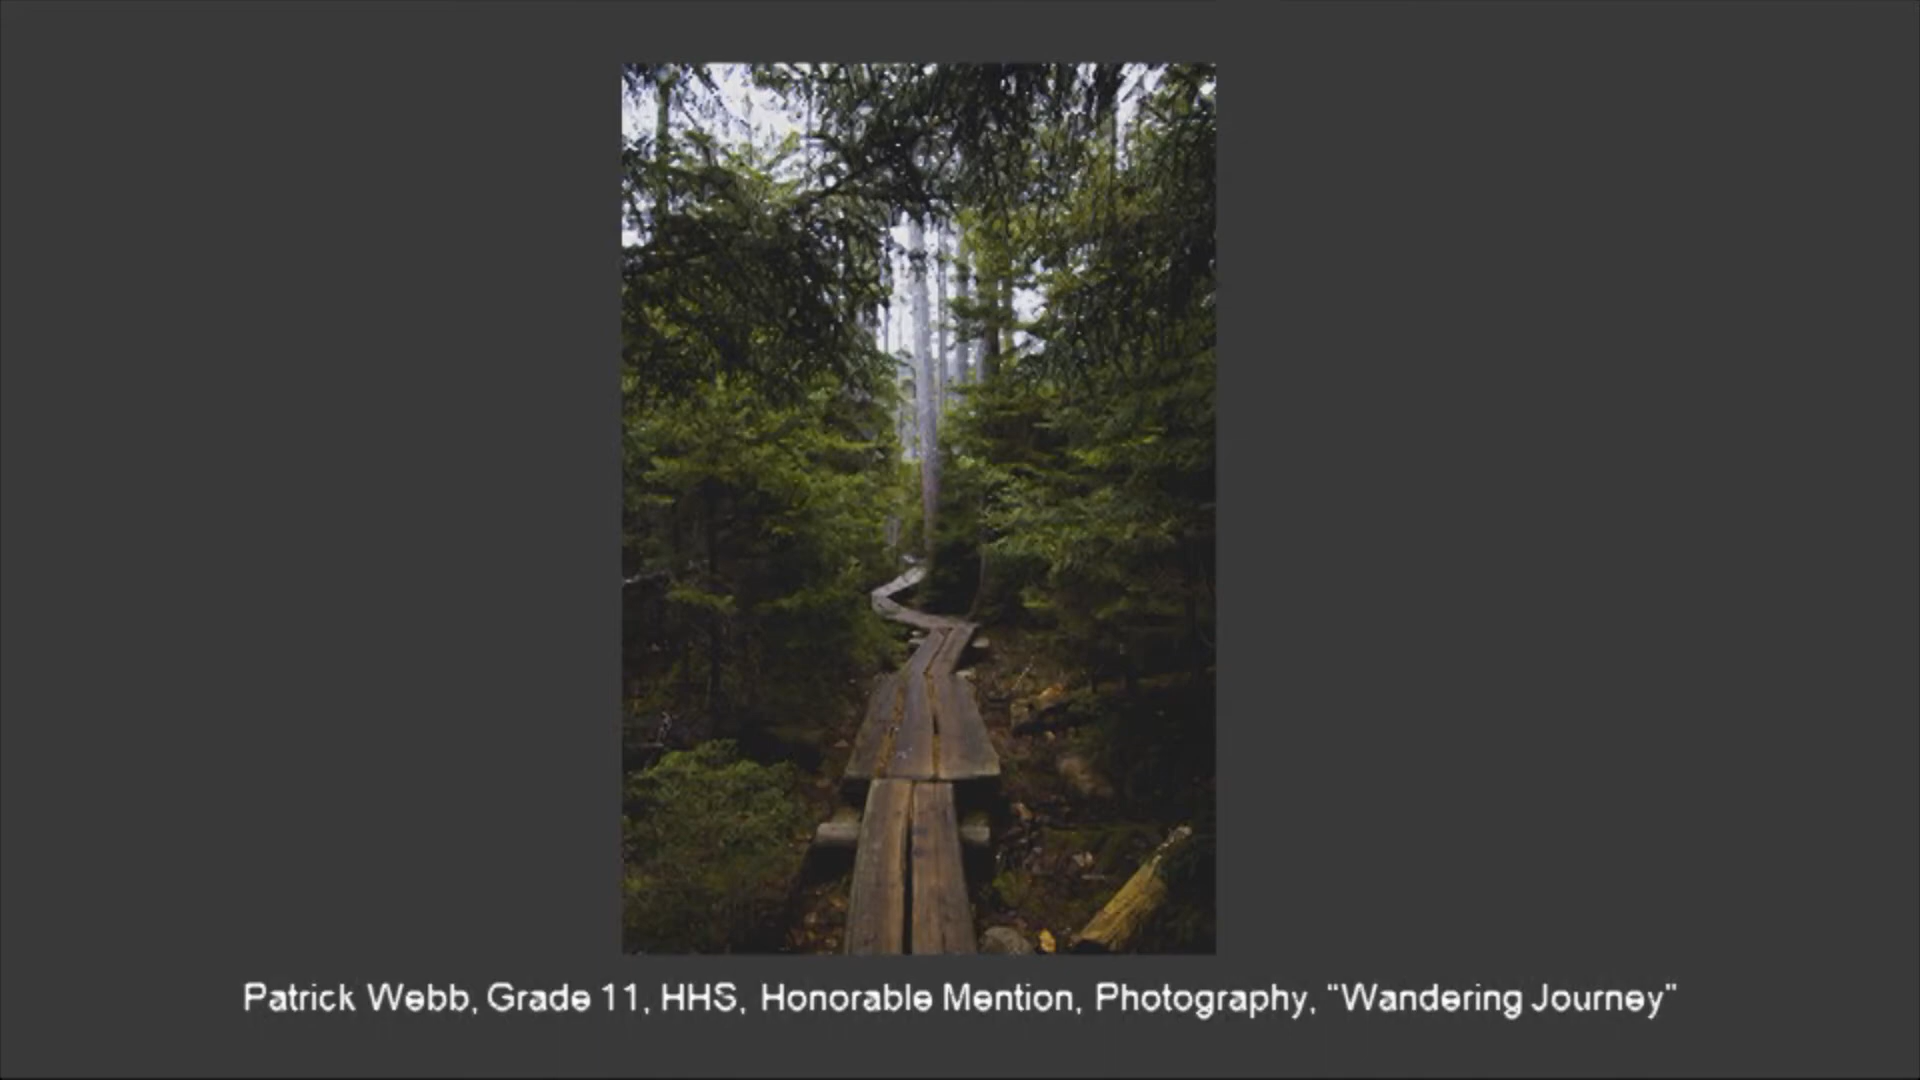 Patrick Webb, Grade 11, HHS, Honorable Mention, Photography, “Wandering Journey”